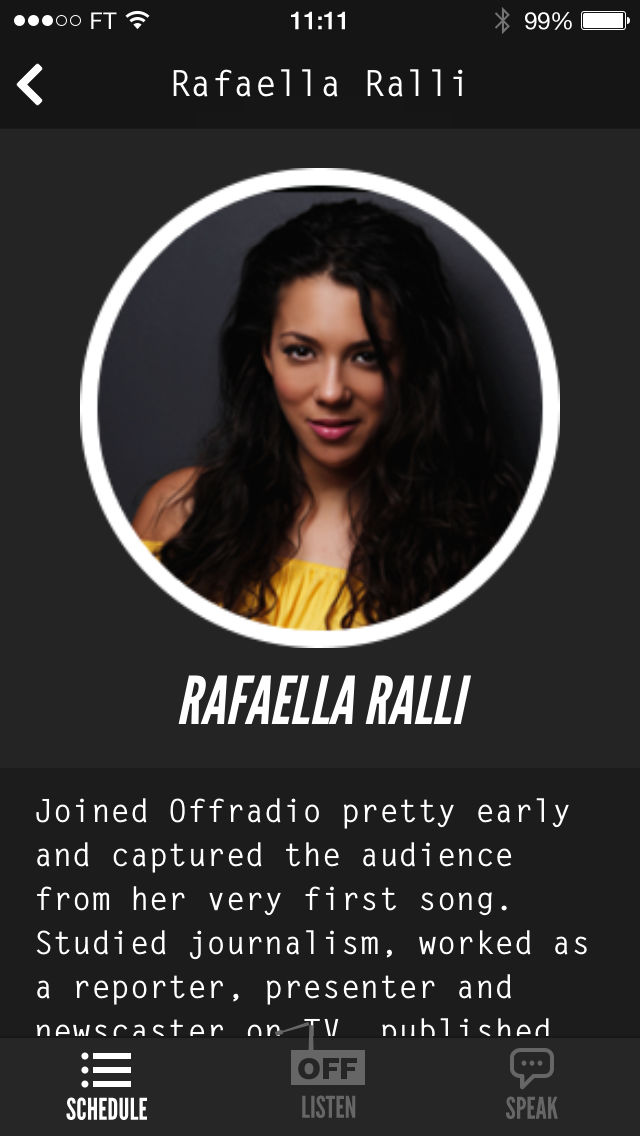 FT 11:11 99%
Rafaella Ralli
RAFAELLA RALLI
Joined Offradio pretty early
and captured the audience
from her very first song.
Studied journalism, worked as
a reporter, presenter and
newscaster on TV, published
OFF
SCHEDULE LISTEN SPEAK